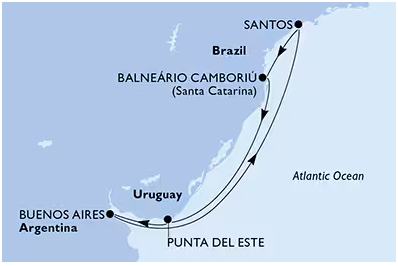 SANTOS
Brazil
BALNEÁRIO CAMBORIÚ
(Santa Catarina)
Atlantic Ocean
Uruguay
BUENOS AIRES
Argentina
PUNTA DEL ESTE